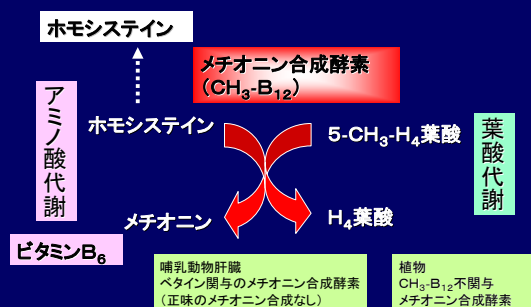 ホモシステイン
メチオニン合成酵素
（CH₃-B₁₂）
アミノ酸代謝
ホモシステイン
5-CH₃-H₄葉酸
葉酸代謝
メチオニン
H₄葉酸
ビタミンB₆
哺乳動物肝臓
ベタイン関与のメチオニン合成酵素
（正味のメチオニン合成なし）
植物
CH₃-B₁₂不関与
メチオニン合成酵素